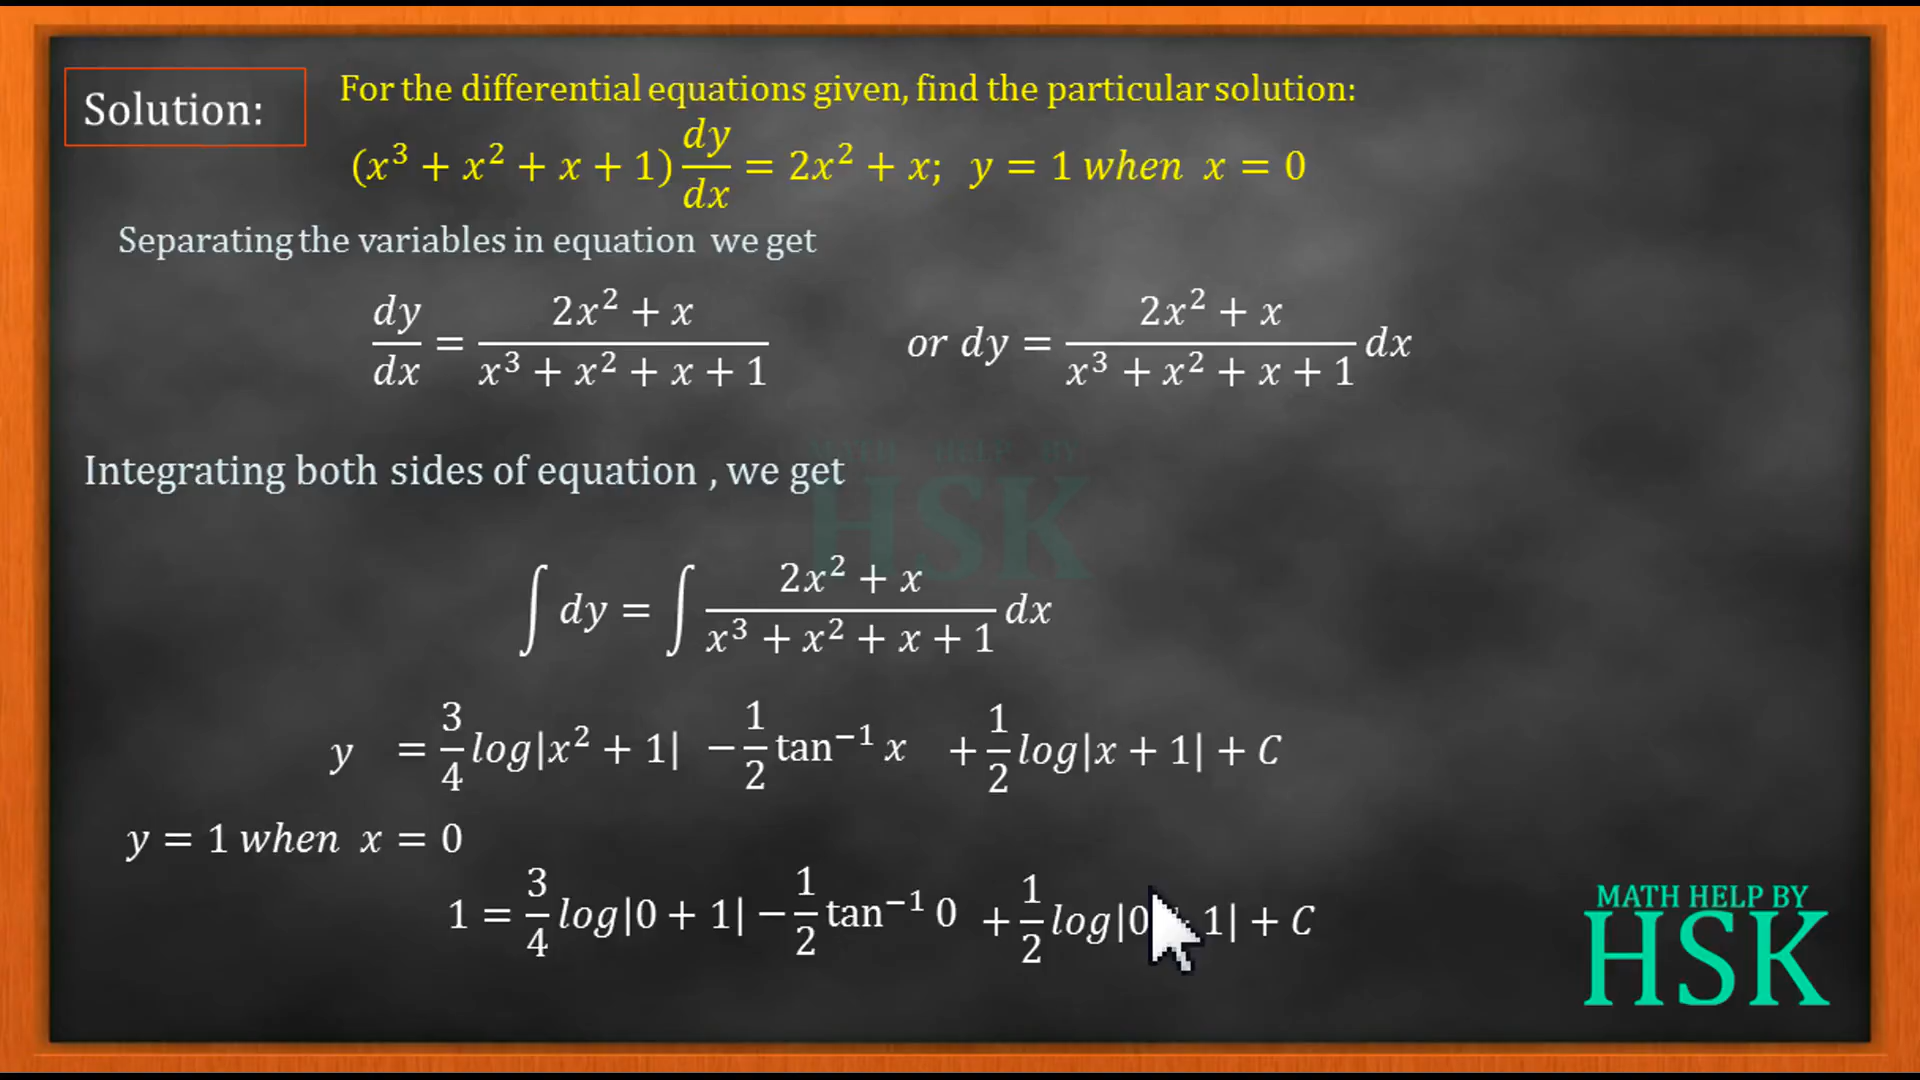 Solution:
For the differential equations given, find the particular solution:
(x³ + x² + x + 1) dy/dx = 2x² + x; y = 1 when x = 0
Separating the variables in equation we get
dy/dx = (2x² + x)/(x³ + x² + x + 1) or dy = (2x² + x)/(x³ + x² + x + 1) dx
Integrating both sides of equation , we get
∫ dy = ∫ (2x² + x)/(x³ + x² + x + 1) dx
y = 3/4 log|x² + 1| − 1/2 tan⁻¹ x + 1/2 log|x + 1| + C
y = 1 when x = 0
1 = 3/4 log|0 + 1| − 1/2 tan⁻¹ 0 + 1/2 log|0 + 1| + C
MATH HELP BY
HSK
MATH HELP BY
HSK